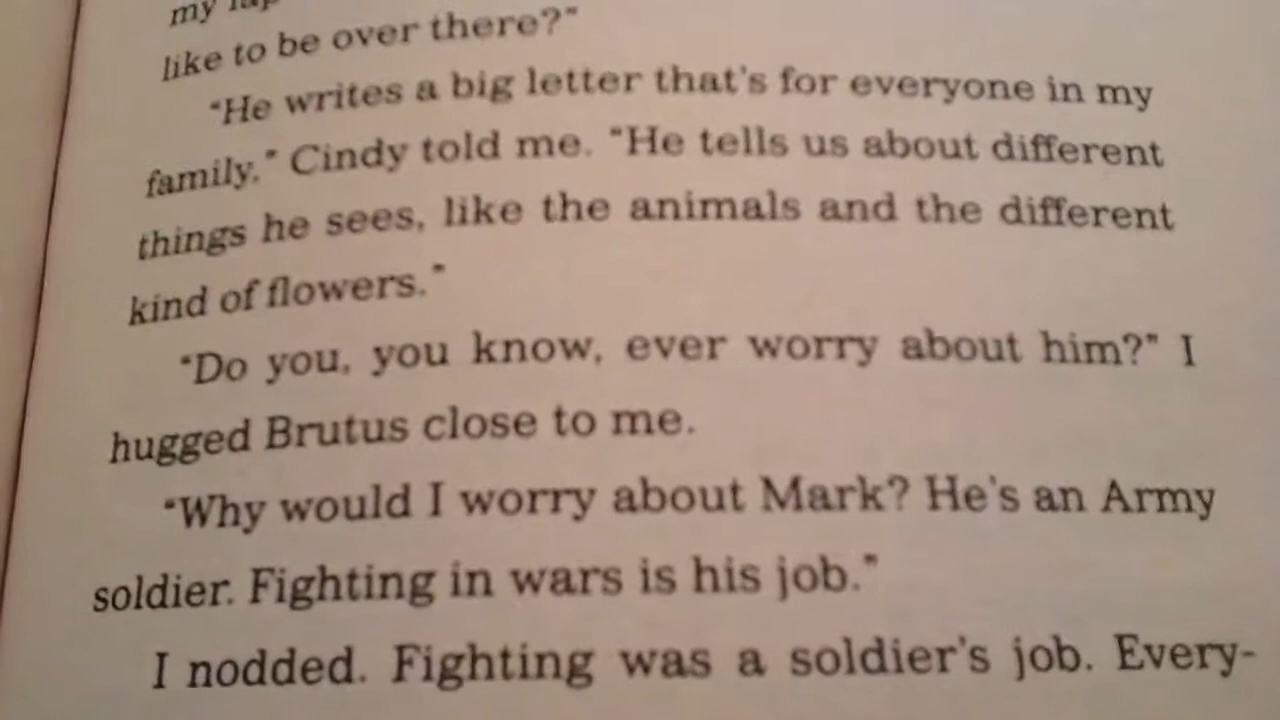 my lap
like to be over there?"
"He writes a big letter that's for everyone in my
family." Cindy told me. "He tells us about different
things he sees, like the animals and the different
kind of flowers."
"Do you, you know, ever worry about him?" I
hugged Brutus close to me.
"Why would I worry about Mark? He's an Army
soldier. Fighting in wars is his job."
I nodded. Fighting was a soldier's job. Every-